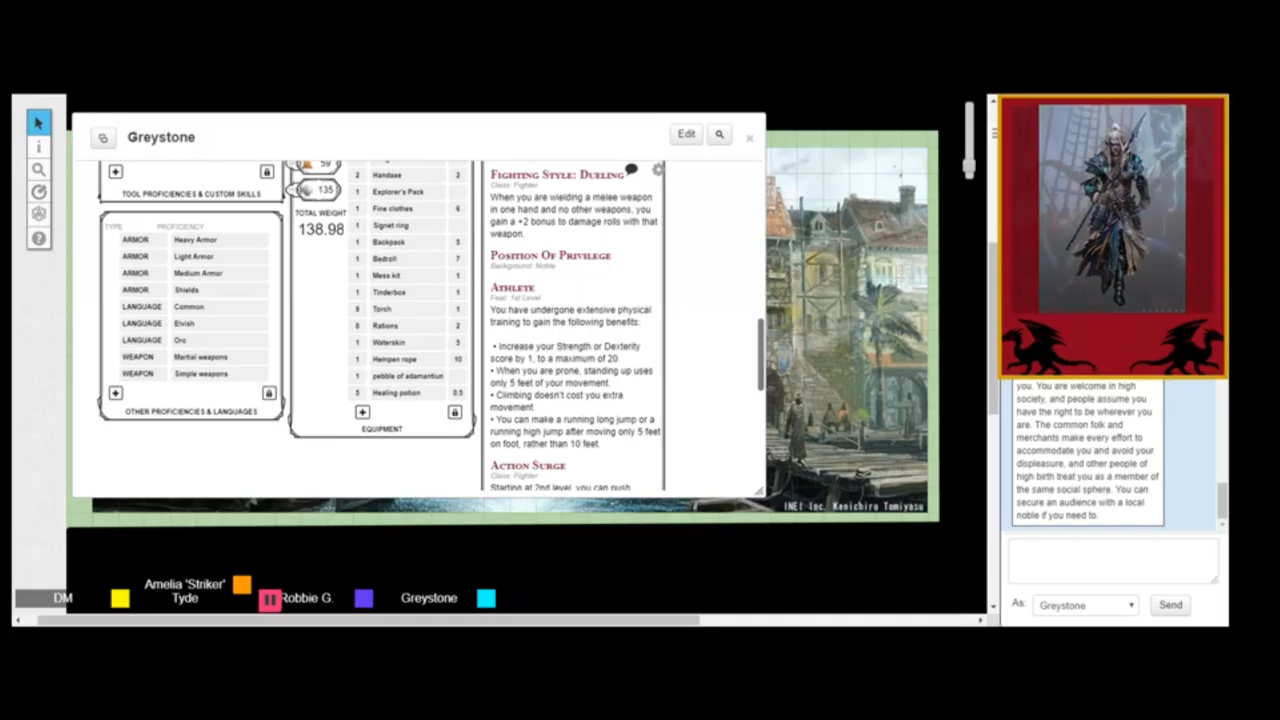 Greystone
Edit
TOOL PROFICIENCIES & CUSTOM SKILLS
TYPE PROFICIENCY
ARMOR Heavy Armor
ARMOR Light Armor
ARMOR Medium Armor
ARMOR Shields
LANGUAGE Common
LANGUAGE Elvish
LANGUAGE Orc
WEAPON Martial weapons
WEAPON Simple weapons
OTHER PROFICIENCIES & LANGUAGES
59
135
TOTAL WEIGHT
138.98
2 Handaxe 2
1 Explorer's Pack
1 Fine clothes 6
1 Signet ring
1 Backpack 5
1 Bedroll 7
1 Mess kit 1
1 Tinderbox 1
9 Torch 1
8 Rations 2
1 Waterskin 5
1 Hempen rope 10
1 pebble of adamantiun
5 Healing potion 0.5
EQUIPMENT
FIGHTING STYLE: DUELING
Class: Fighter
When you are wielding a melee weapon
in one hand and no other weapons, you
gain a +2 bonus to damage rolls with that
weapon.
POSITION OF PRIVILEGE
Background: Noble
ATHLETE
Feat: 1st Level
You have undergone extensive physical
training to gain the following benefits:
• Increase your Strength or Dexterity
score by 1, to a maximum of 20.
• When you are prone, standing up uses
only 5 feet of your movement.
• Climbing doesn't cost you extra
movement.
• You can make a running long jump or a
running high jump after moving only 5 feet
on foot, rather than 10 feet.
ACTION SURGE
Class: Fighter
Starting at 2nd level, you can push
INEI Inc. Kenichiro Tomiyasu
you. You are welcome in high
society, and people assume you
have the right to be wherever you
are. The common folk and
merchants make every effort to
accommodate you and avoid your
displeasure, and other people of
high birth treat you as a member of
the same social sphere. You can
secure an audience with a local
noble if you need to.
As: Greystone Send
DM
Amelia 'Striker'
Tyde
Robbie G.
Greystone